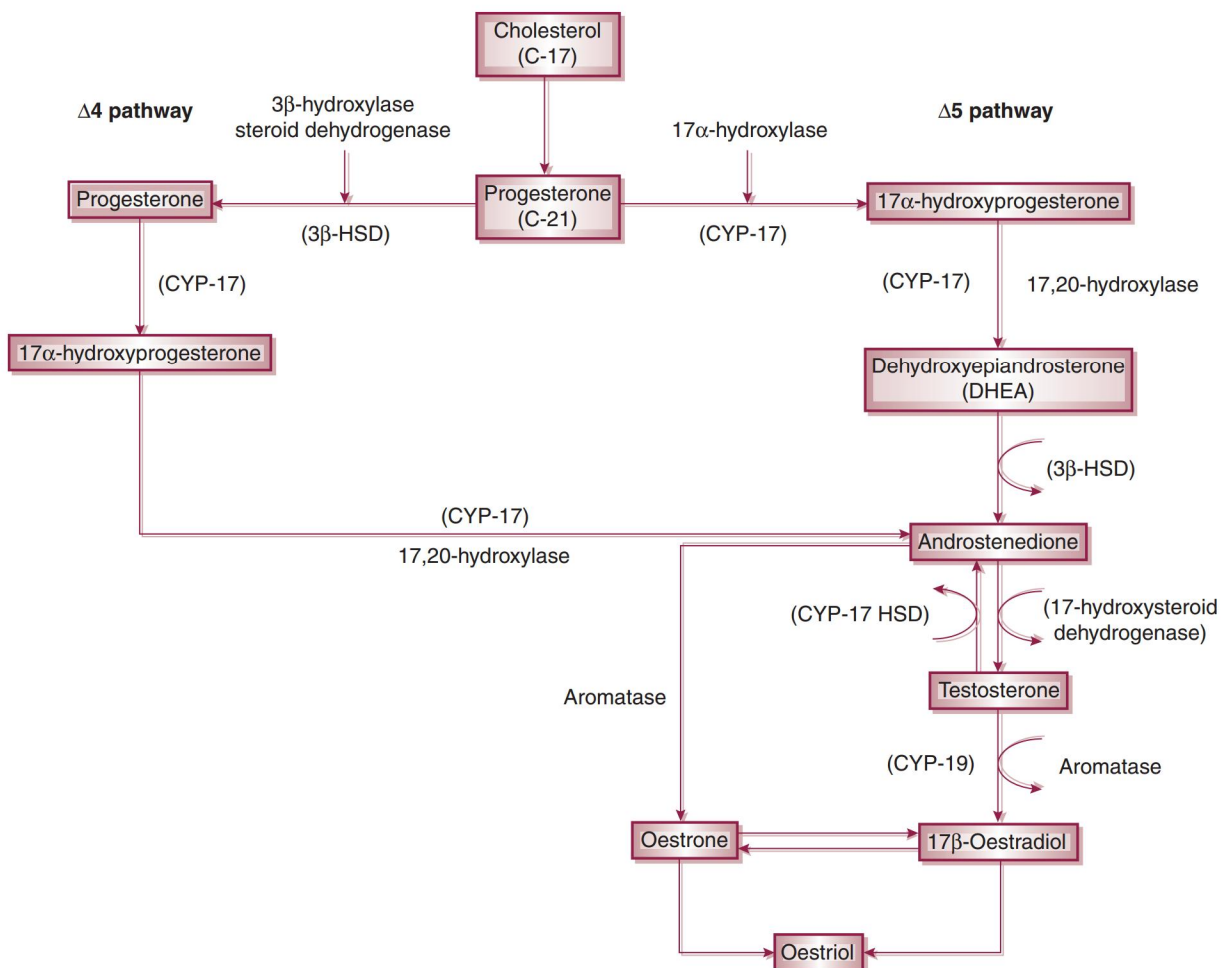 Cholesterol
(C-17)
Δ4 pathway
3β-hydroxylase
steroid dehydrogenase
17α-hydroxylase
Δ5 pathway
Progesterone
Progesterone
(C-21)
17α-hydroxyprogesterone
(3β-HSD)
(CYP-17)
(CYP-17)
(CYP-17)
17,20-hydroxylase
17α-hydroxyprogesterone
Dehydroxyepiandrosterone
(DHEA)
(3β-HSD)
(CYP-17)
17,20-hydroxylase
Androstenedione
(CYP-17 HSD)
(17-hydroxysteroid
dehydrogenase)
Testosterone
Aromatase
(CYP-19)
Aromatase
Oestrone
17β-Oestradiol
Oestriol